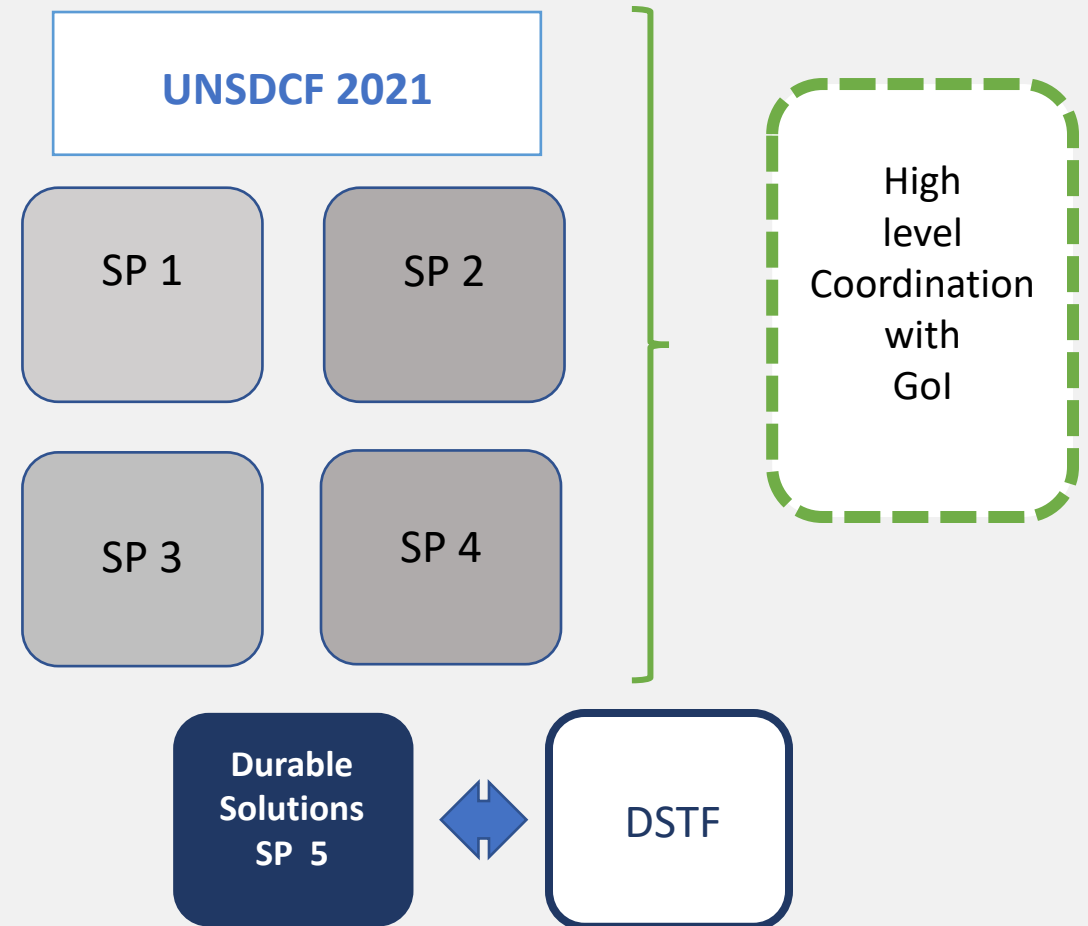 UNSDCF 2021
SP 1
SP 2
SP 3
SP 4
High
level
Coordination
with
GoI
Durable
Solutions
SP 5
DSTF